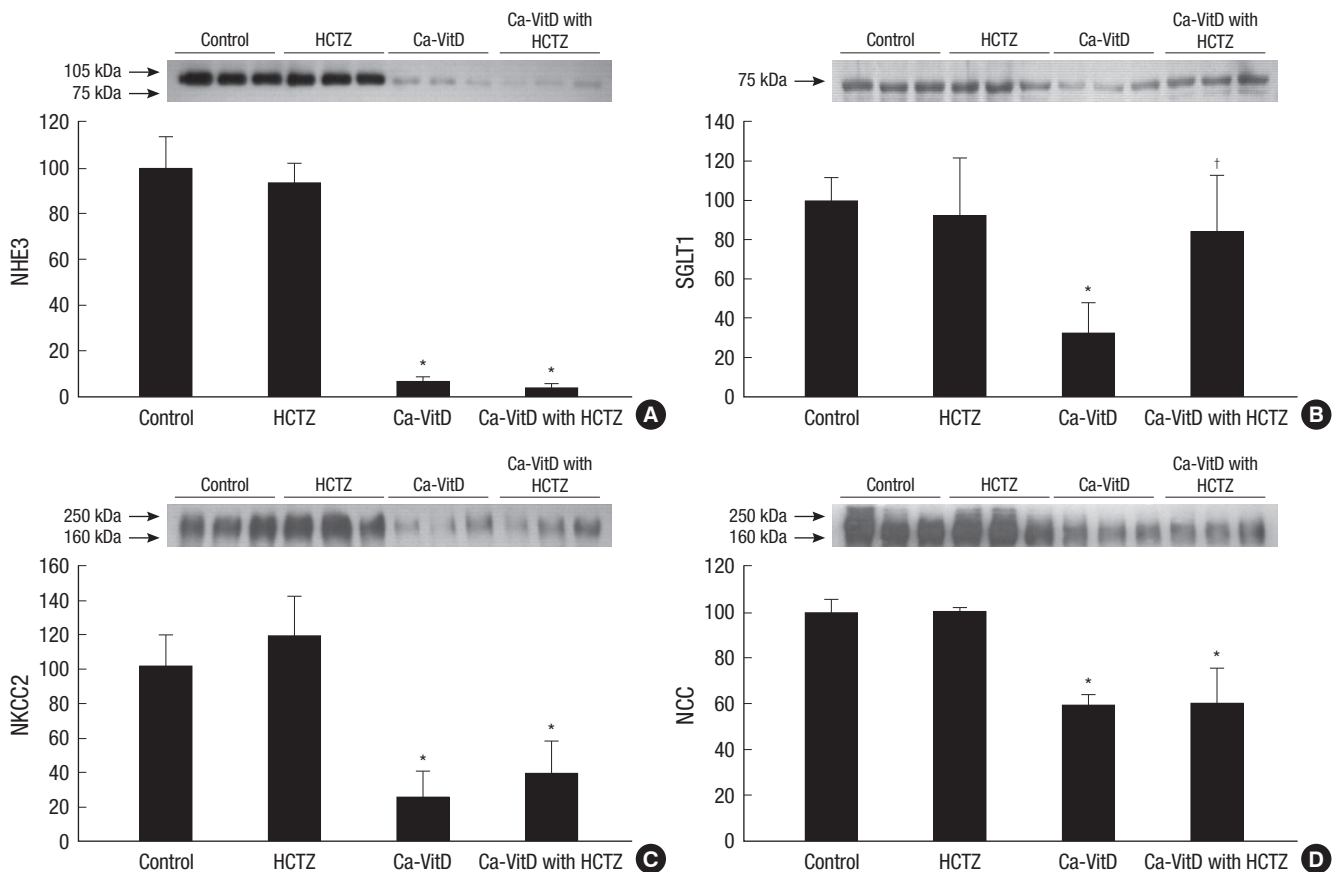 Control HCTZ Ca-VitD Ca-VitD with HCTZ
105 kDa
75 kDa
NHE3
120
100
80
60
40
20
0
*
*
Control HCTZ Ca-VitD Ca-VitD with HCTZ
A
Control HCTZ Ca-VitD Ca-VitD with HCTZ
75 kDa
SGLT1
140
120
100
80
60
40
20
0
*
†
Control HCTZ Ca-VitD Ca-VitD with HCTZ
B
Control HCTZ Ca-VitD Ca-VitD with HCTZ
250 kDa
160 kDa
NKCC2
160
140
120
100
80
60
40
20
0
*
*
Control HCTZ Ca-VitD Ca-VitD with HCTZ
C
Control HCTZ Ca-VitD Ca-VitD with HCTZ
250 kDa
160 kDa
NCC
120
100
80
60
40
20
0
*
*
Control HCTZ Ca-VitD Ca-VitD with HCTZ
D